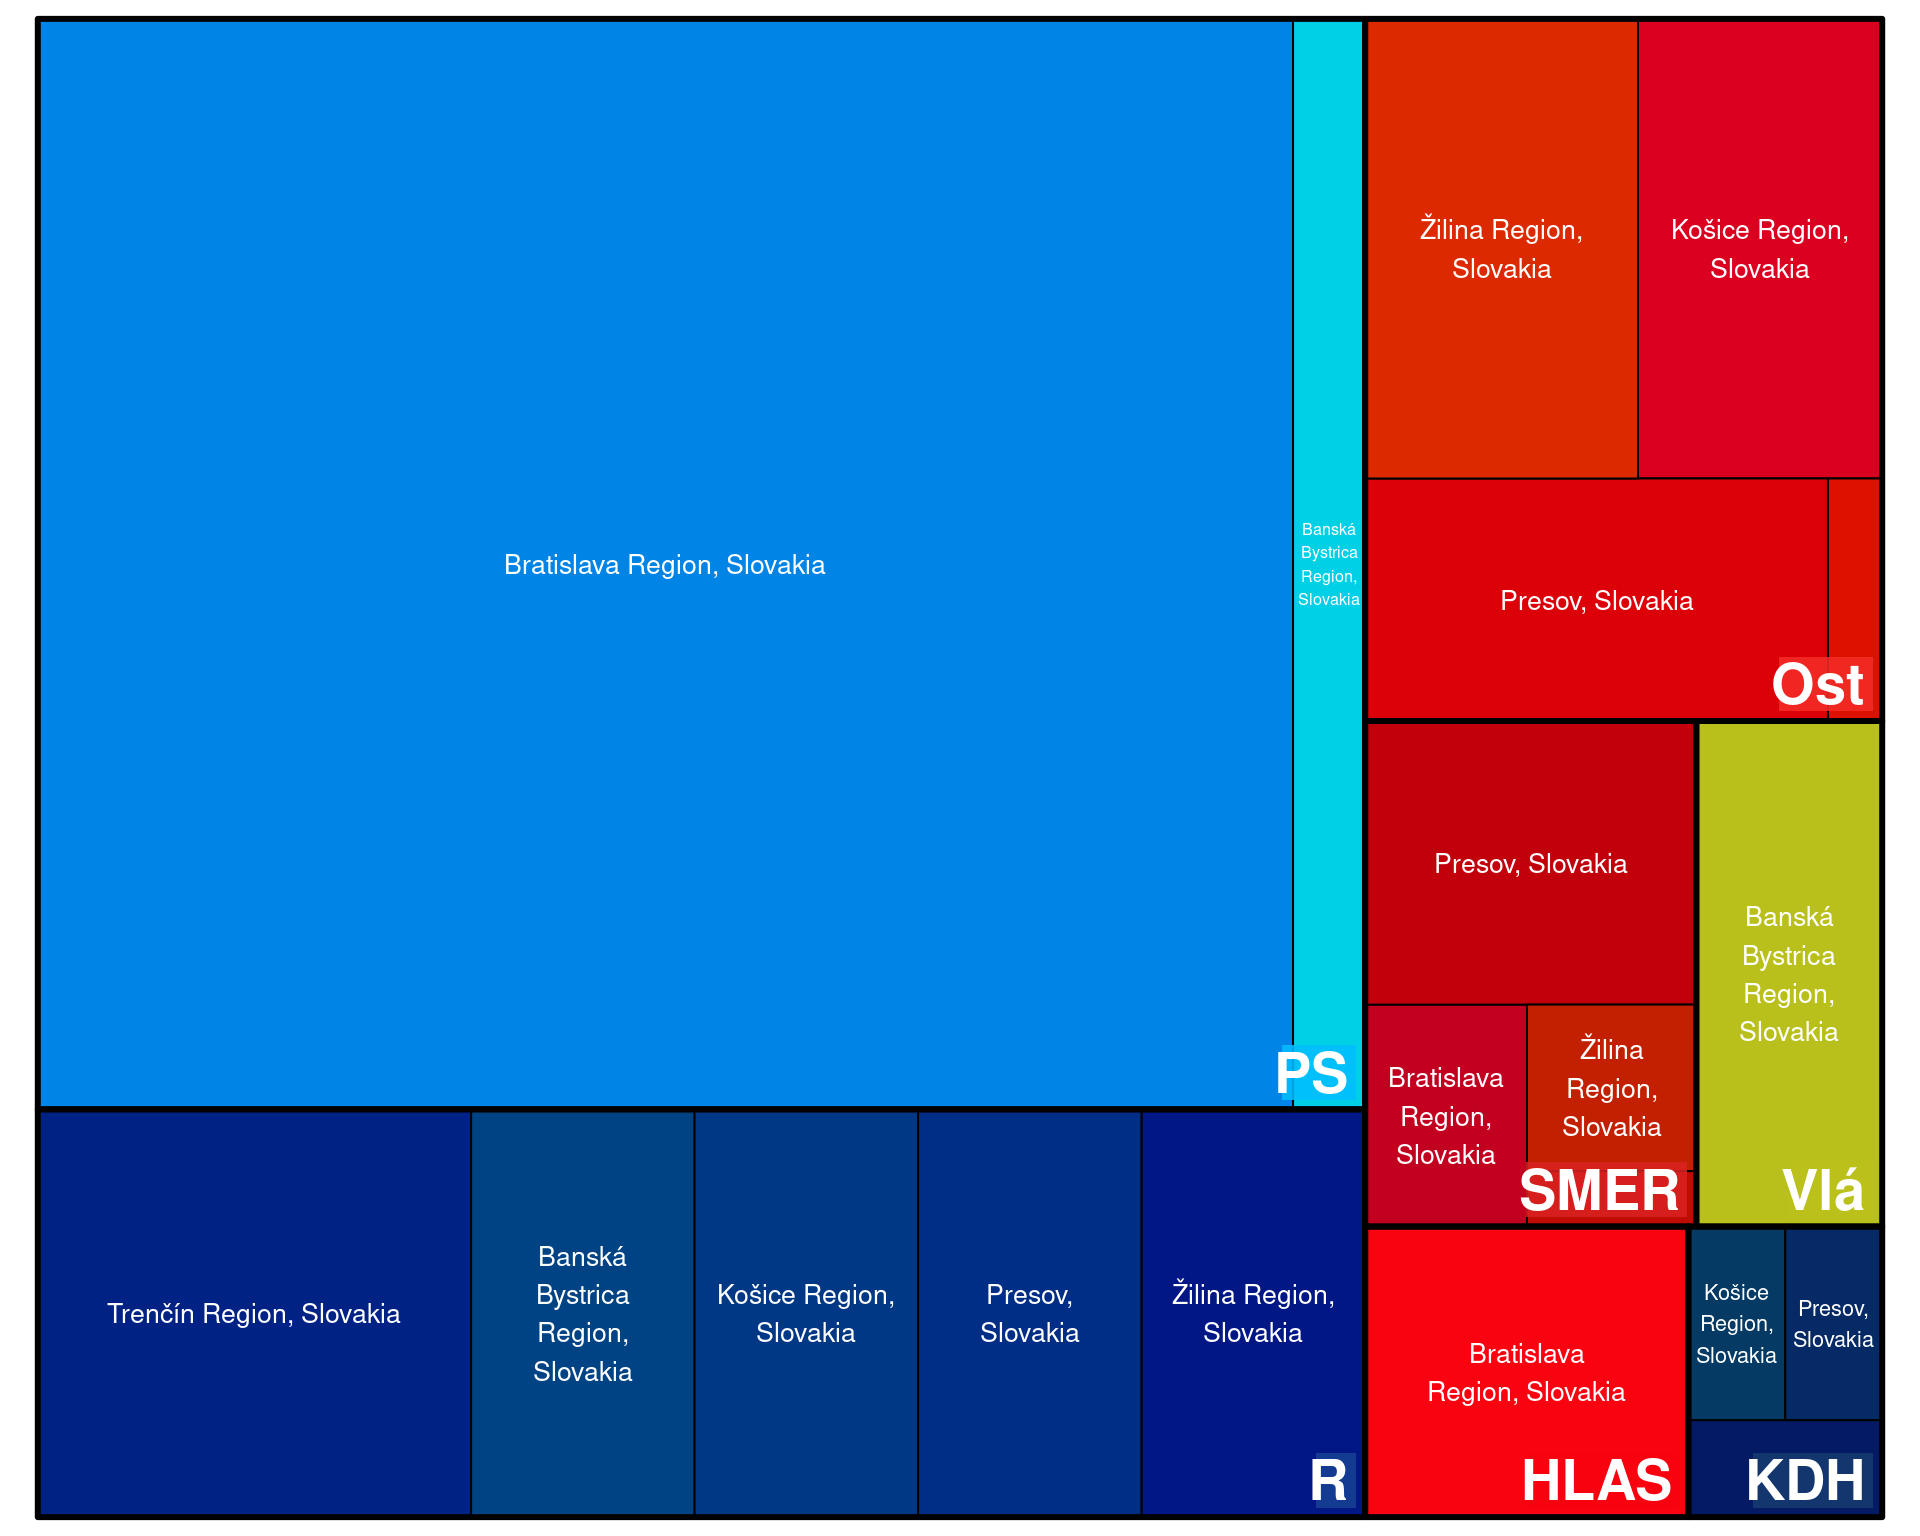 Bratislava Region, Slovakia
Banská
Bystrica
Region,
Slovakia
PS
Žilina Region,
Slovakia
Košice Region,
Slovakia
Presov, Slovakia
Ost
Presov, Slovakia
Bratislava
Region,
Slovakia
Žilina
Region,
Slovakia
SMER
Banská
Bystrica
Region,
Slovakia
Vlá
Trenčín Region, Slovakia
Banská
Bystrica
Region,
Slovakia
Košice Region,
Slovakia
Presov,
Slovakia
Žilina Region,
Slovakia
R
Bratislava
Region, Slovakia
HLAS
Košice
Region,
Slovakia
Presov,
Slovakia
KDH